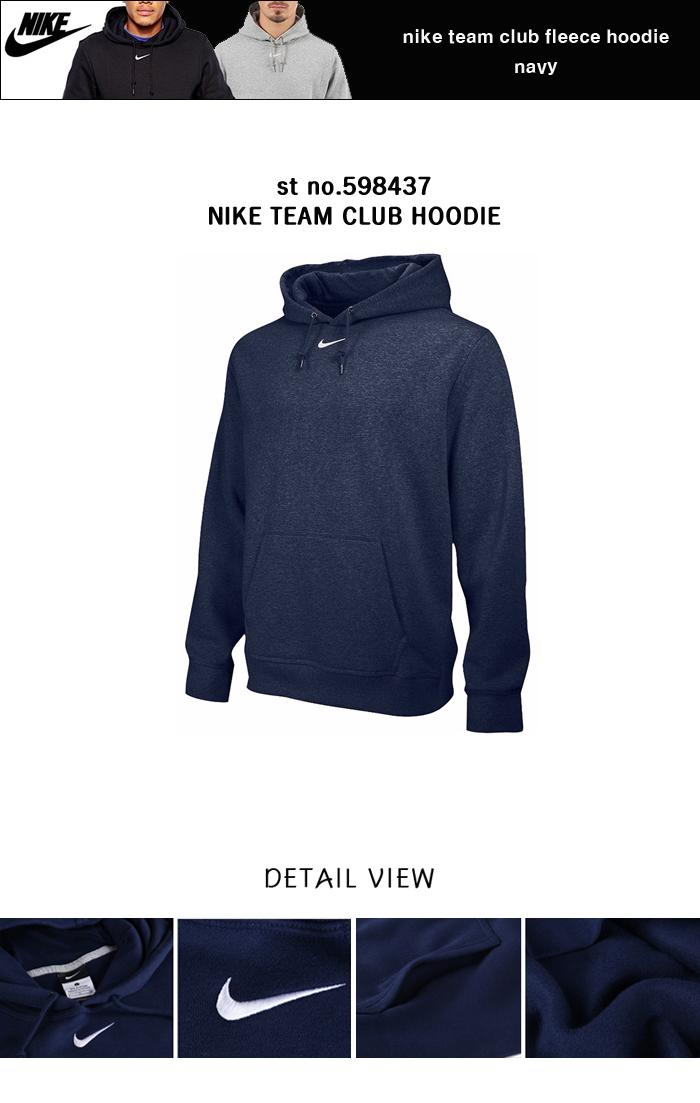 NIKE
nike team club fleece hoodie
navy
st no.598437
NIKE TEAM CLUB HOODIE
DETAIL VIEW